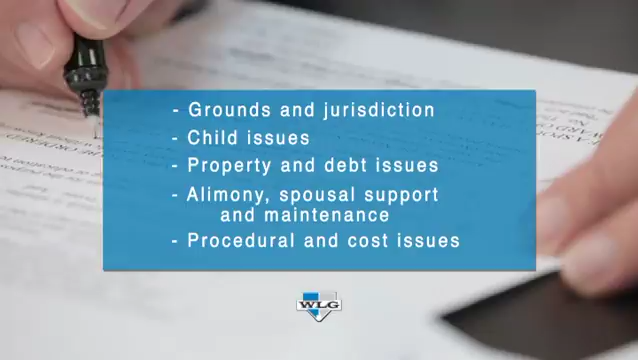 - Grounds and jurisdiction
- Child issues
- Property and debt issues
- Alimony, spousal support
and maintenance
- Procedural and cost issues
WLG